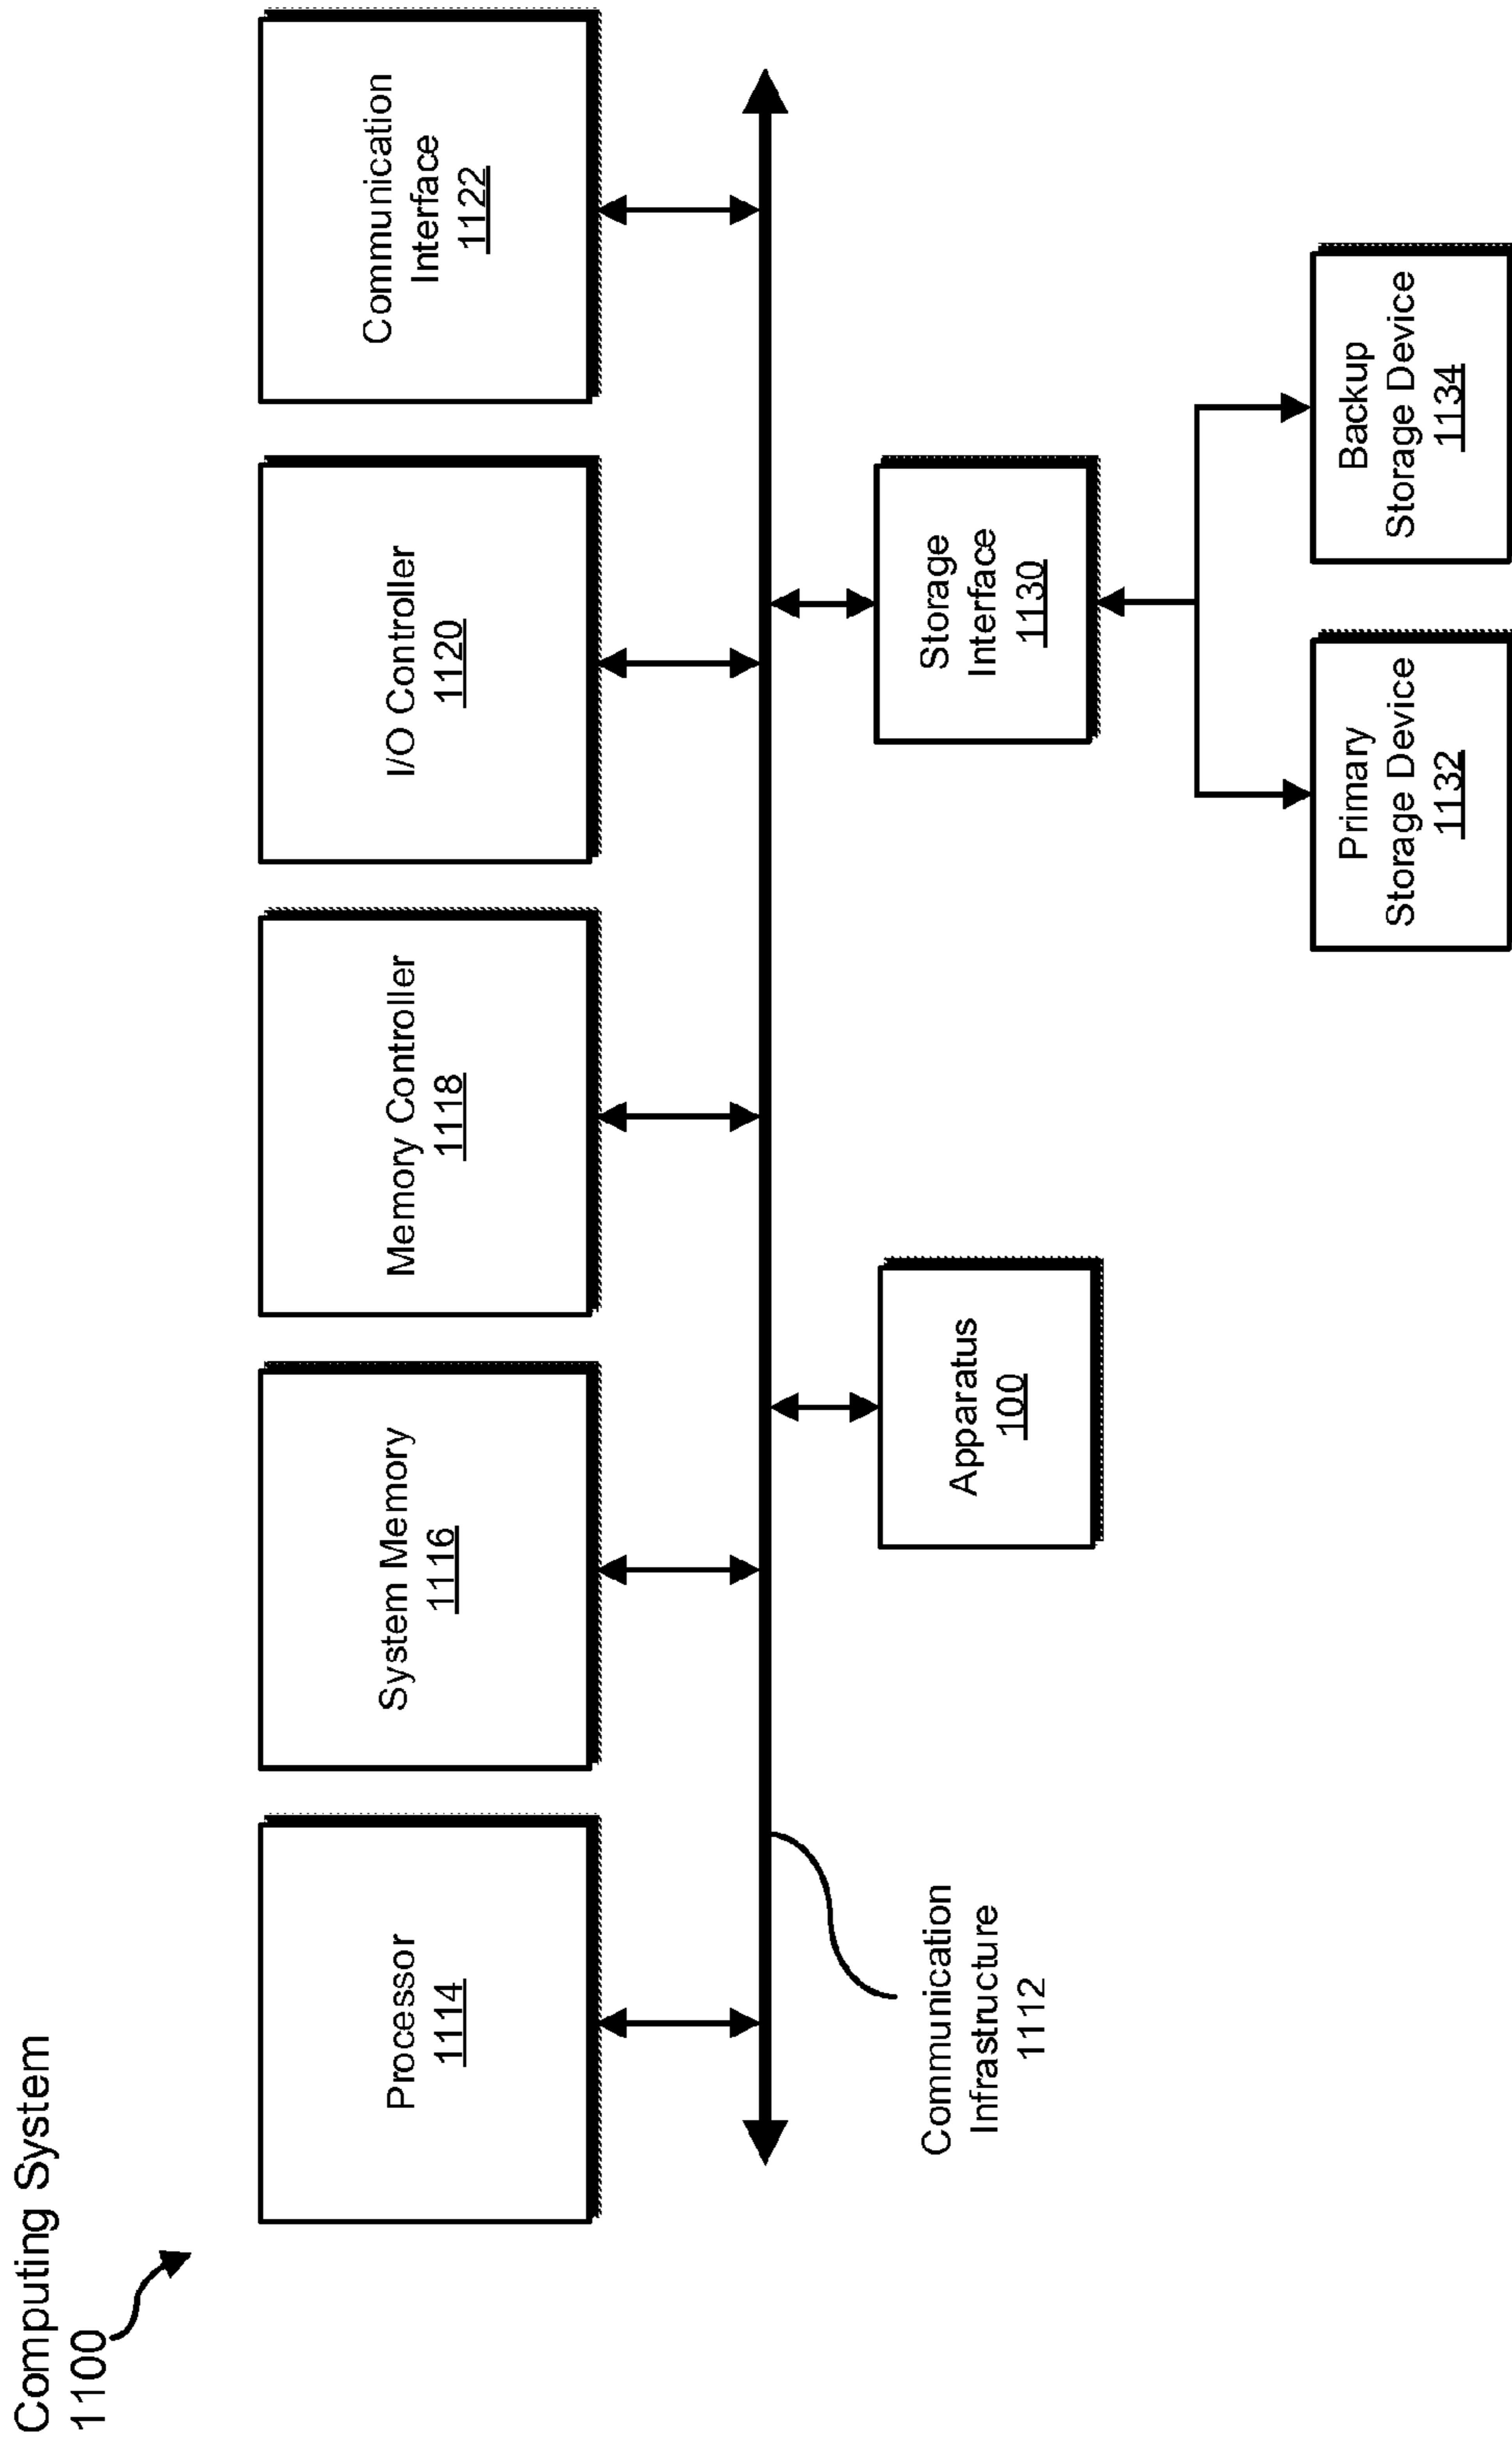 Computing System
1100
Processor
1114
System Memory
1116
Memory Controller
1118
I/O Controller
1120
Communication
Interface
1122
Communication
Infrastructure
1112
Apparatus
100
Storage
Interface
1130
Primary
Storage Device
1132
Backup
Storage Device
1134